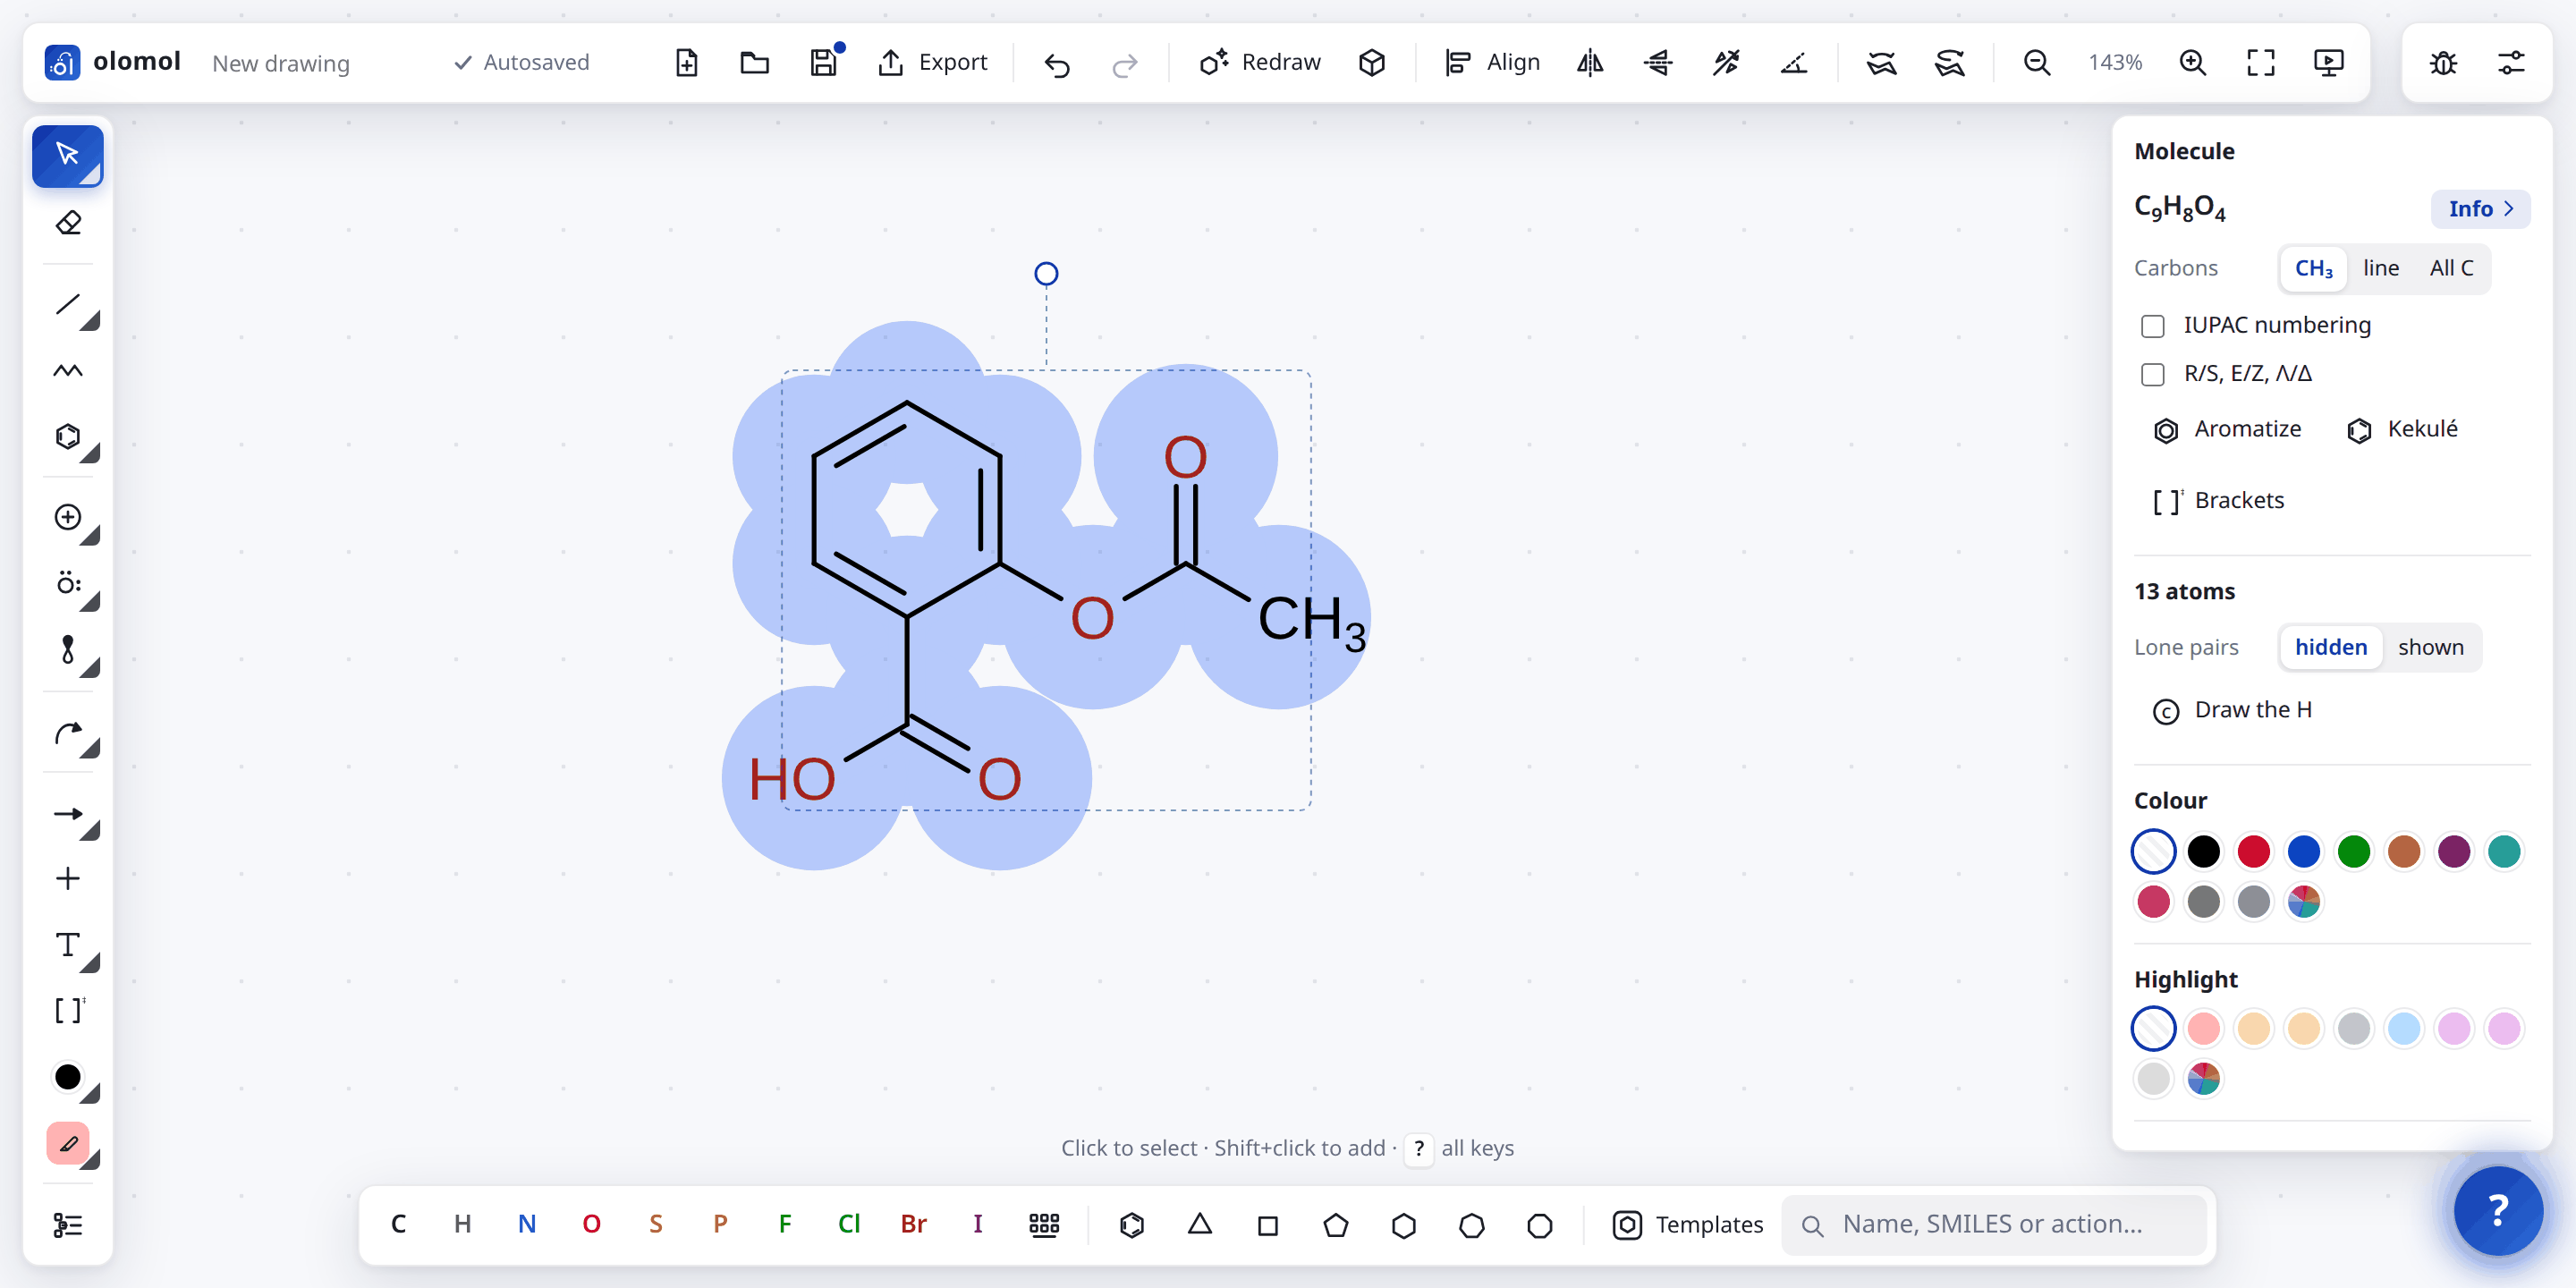 olomol New drawing Autosaved Export Redraw Align 143%
Molecule
C₉H₈O₄ Info
Carbons CH₃ line All C
IUPAC numbering
R/S, E/Z, Λ/Δ
Aromatize Kekulé
[ ]‡ Brackets
13 atoms
Lone pairs hidden shown
C Draw the H
Colour
Highlight
O
O
CH₃
HO
O
T
[ ]‡
Click to select · Shift+click to add · ? all keys
C H N O S P F Cl Br I Templates Name, SMILES or action...
?